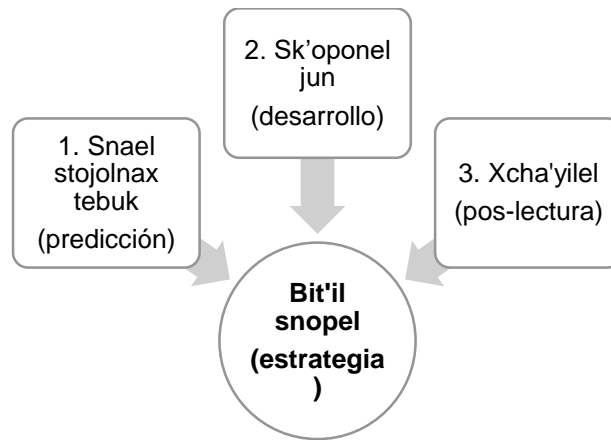 1. Snael
stojolnax
tebuk
(predicción)
2. Sk’oponel
jun
(desarrollo)
3. Xcha'yilel
(pos-lectura)
Bit'il
snopel
(estrategia
)